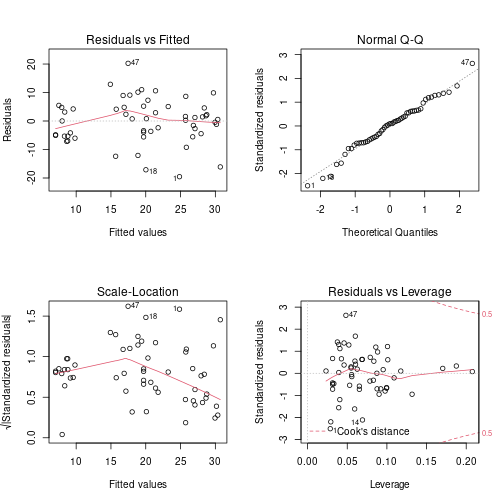 Residuals vs Fitted
Residuals
20
10
0
-10
-20
47
18
1
10 15 20 25 30
Fitted values
Normal Q-Q
Standardized residuals
3
2
1
0
-1
-2
47
1
-2 -1 0 1 2
Theoretical Quantiles
Scale-Location
√|Standardized residuals|
1.5
1.0
0.5
0.0
47
18
1
10 15 20 25 30
Fitted values
Residuals vs Leverage
Standardized residuals
3
2
1
0
-1
-2
-3
47
14
1
Cook's distance
0.5
0.5
0.00 0.05 0.10 0.15 0.20
Leverage